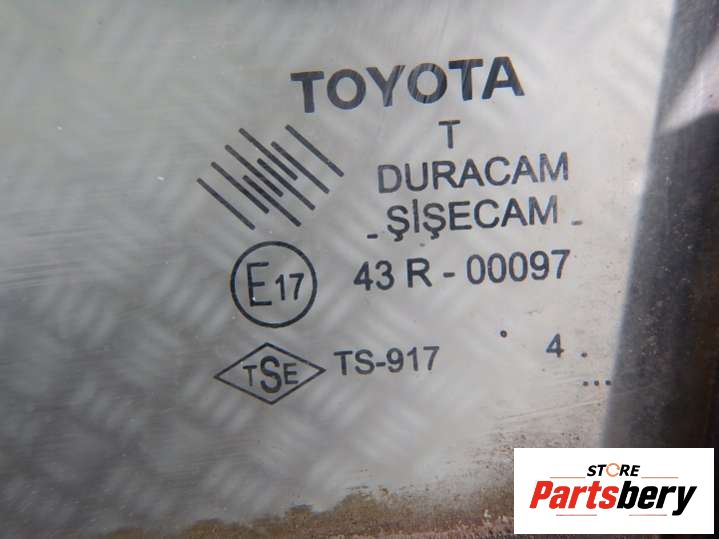 TOYOTA
T
DURACAM
ŞİŞECAM
E17 43 R - 00097
TSE TS-917 . 4 .
....
STORE
Partsbery